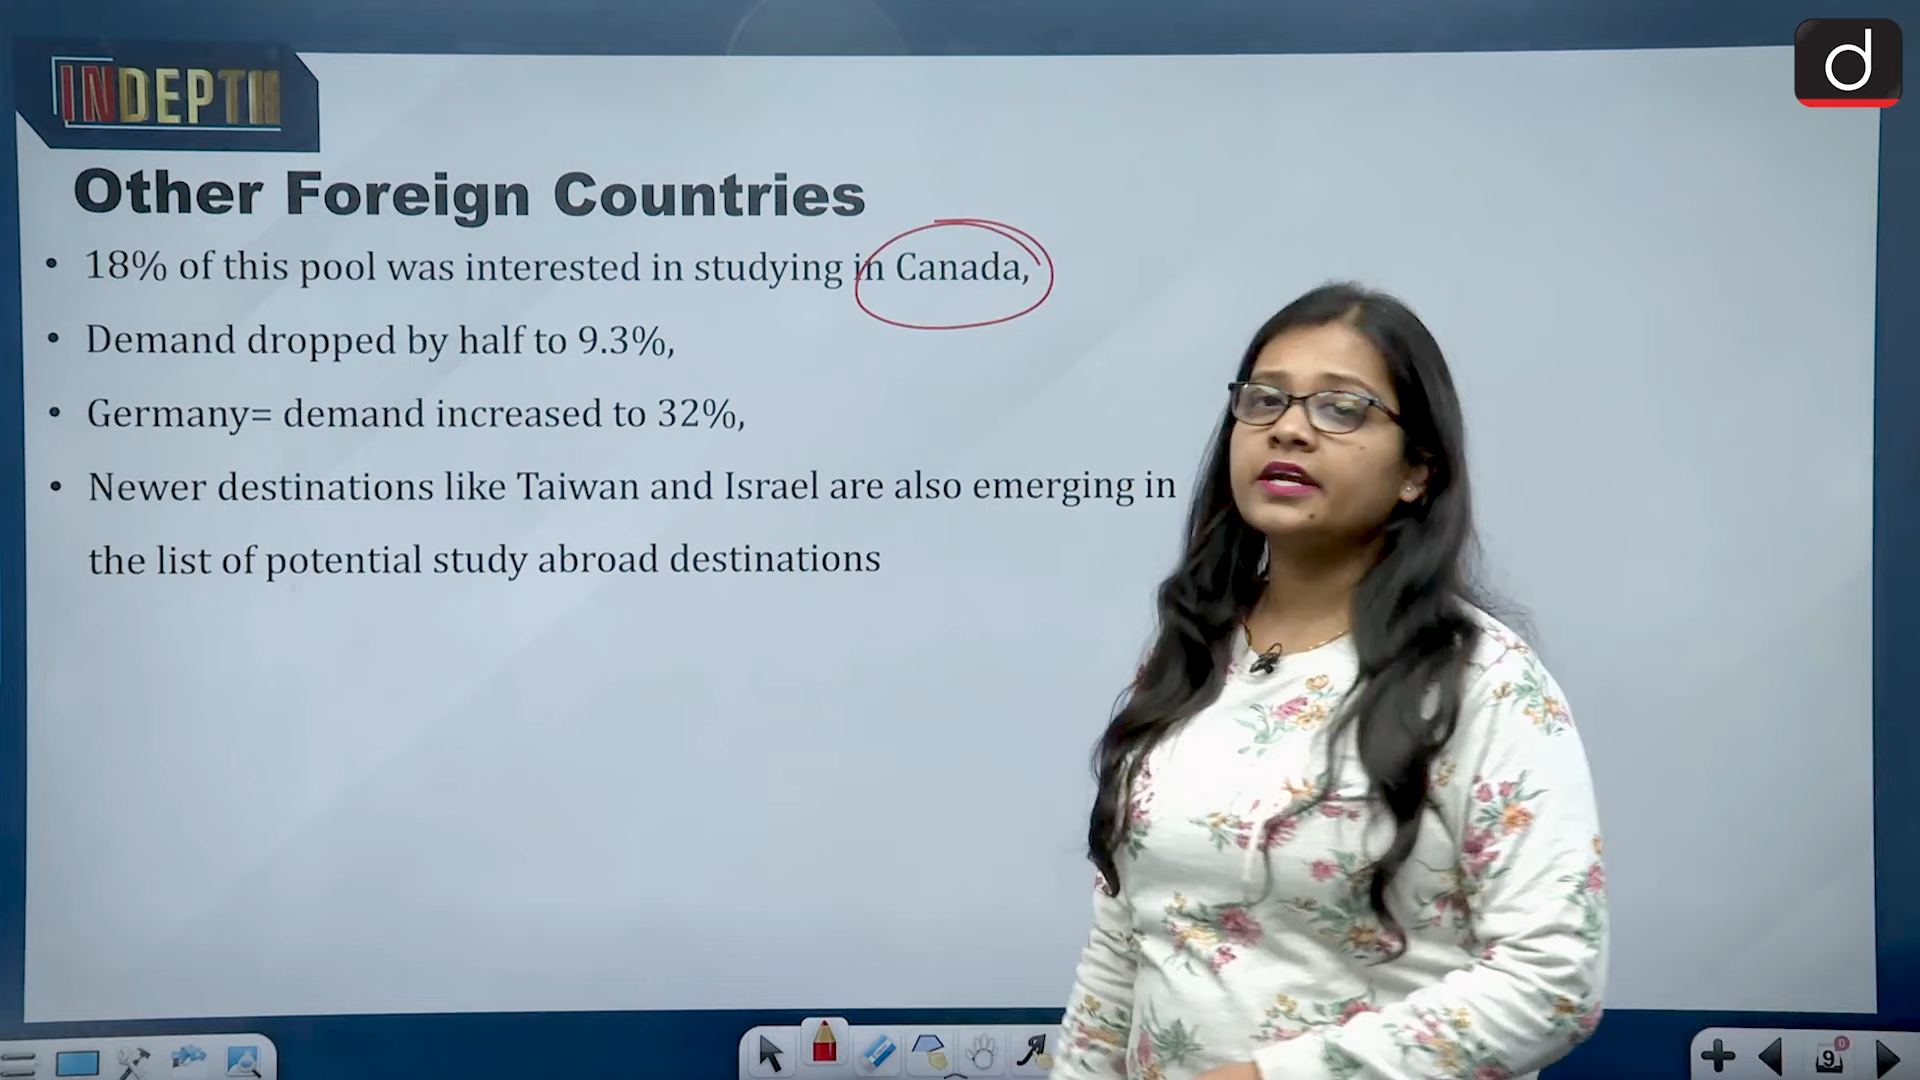 INDEPTH
d
Other Foreign Countries
• 18% of this pool was interested in studying in Canada,
• Demand dropped by half to 9.3%,
• Germany= demand increased to 32%,
• Newer destinations like Taiwan and Israel are also emerging in
the list of potential study abroad destinations
9
0